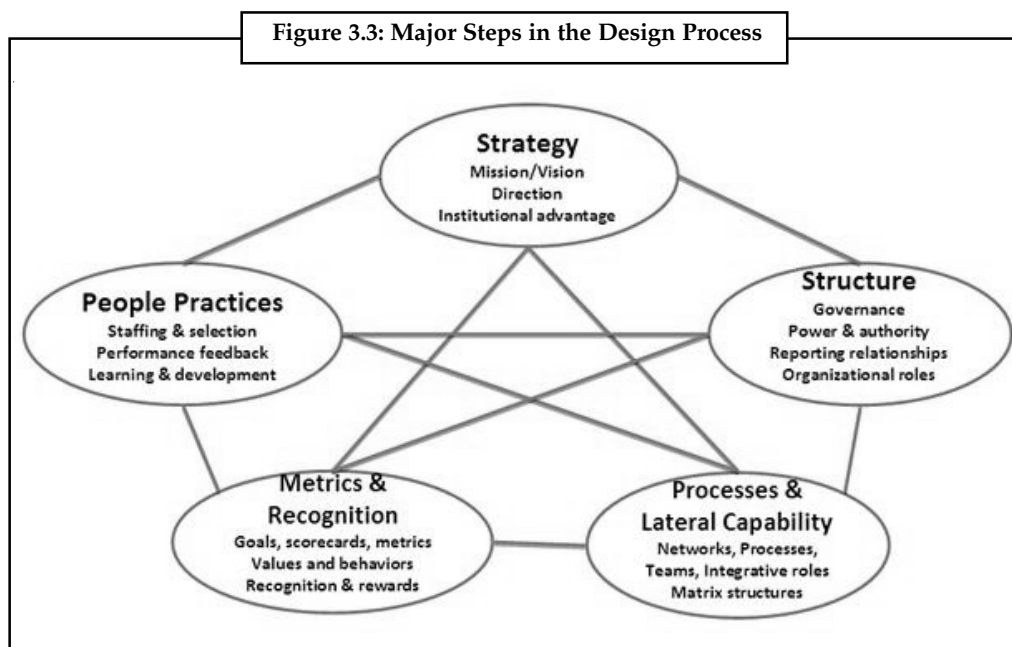 Figure 3.3: Major Steps in the Design Process
Strategy
Mission/Vision
Direction
Institutional advantage
People Practices
Staffing & selection
Performance feedback
Learning & development
Structure
Governance
Power & authority
Reporting relationships
Organizational roles
Metrics &
Recognition
Goals, scorecards, metrics
Values and behaviors
Recognition & rewards
Processes &
Lateral Capability
Networks, Processes,
Teams, Integrative roles
Matrix structures